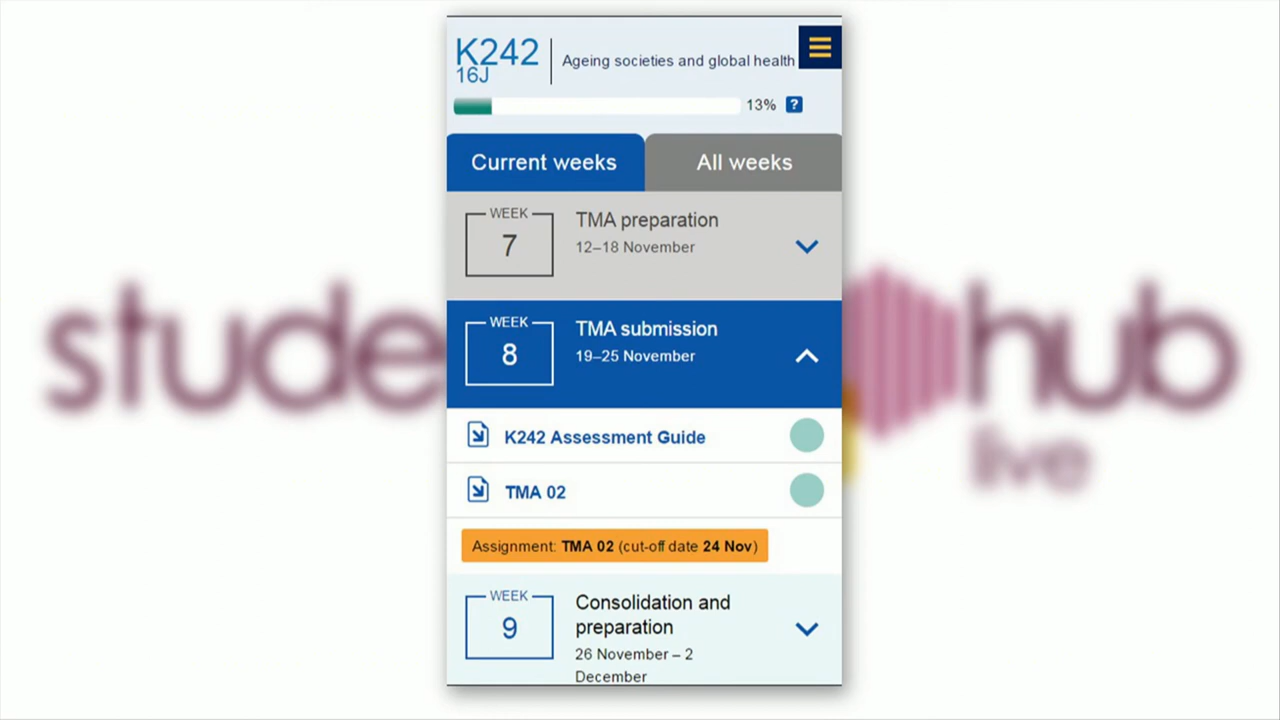 K242
16J
Ageing societies and global health
13%
?
Current weeks
All weeks
WEEK
7
TMA preparation
12–18 November
WEEK
8
TMA submission
19–25 November
K242 Assessment Guide
TMA 02
Assignment: TMA 02 (cut-off date 24 Nov)
WEEK
9
Consolidation and
preparation
26 November – 2
December
stude
hub
live